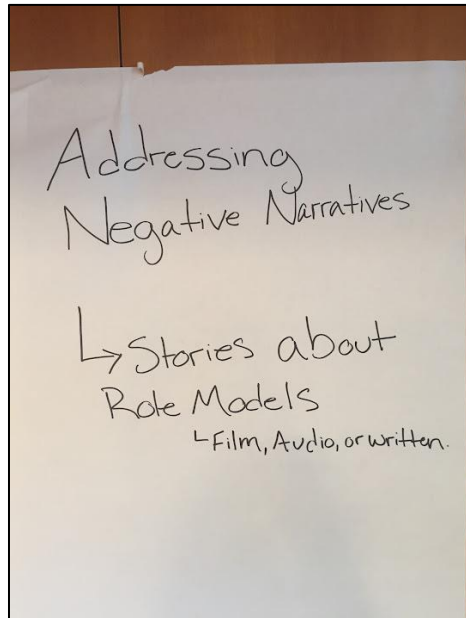 Addressing
Negative Narratives
↳ Stories about
Role Models
└ Film, Audio, or written.